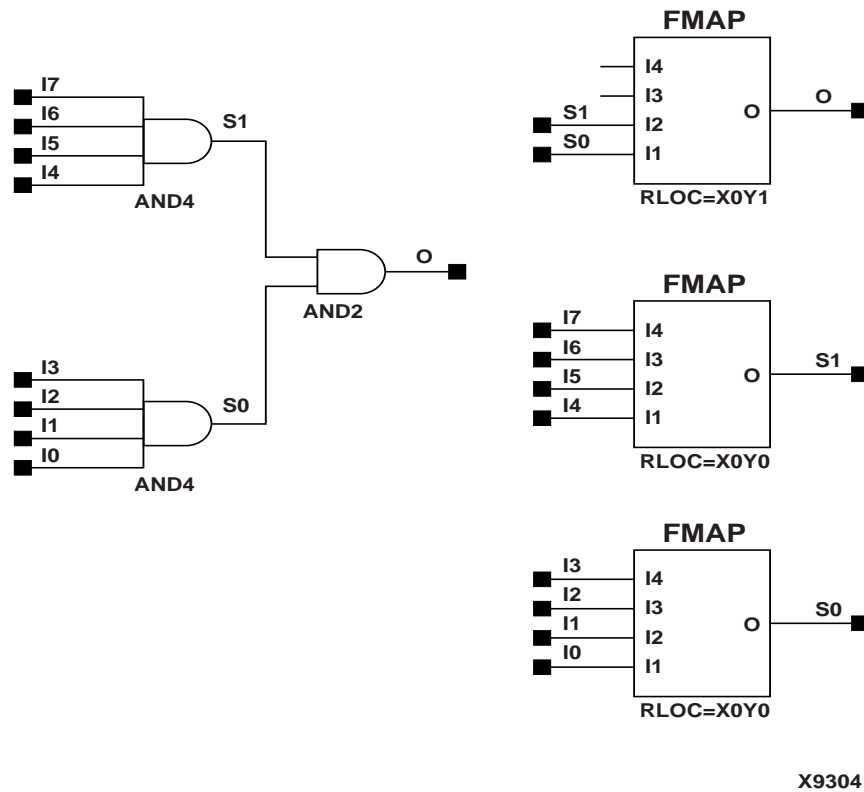 I7
I6
I5
I4
S1
AND4
O
AND2
I3
I2
I1
I0
S0
AND4
FMAP
I4
I3
S1
I2
S0
I1
O
O
RLOC=X0Y1
FMAP
I7
I4
I6
I3
I5
I2
I4
I1
O
S1
RLOC=X0Y0
FMAP
I3
I4
I2
I3
I1
I2
I0
I1
O
S0
RLOC=X0Y0
X9304